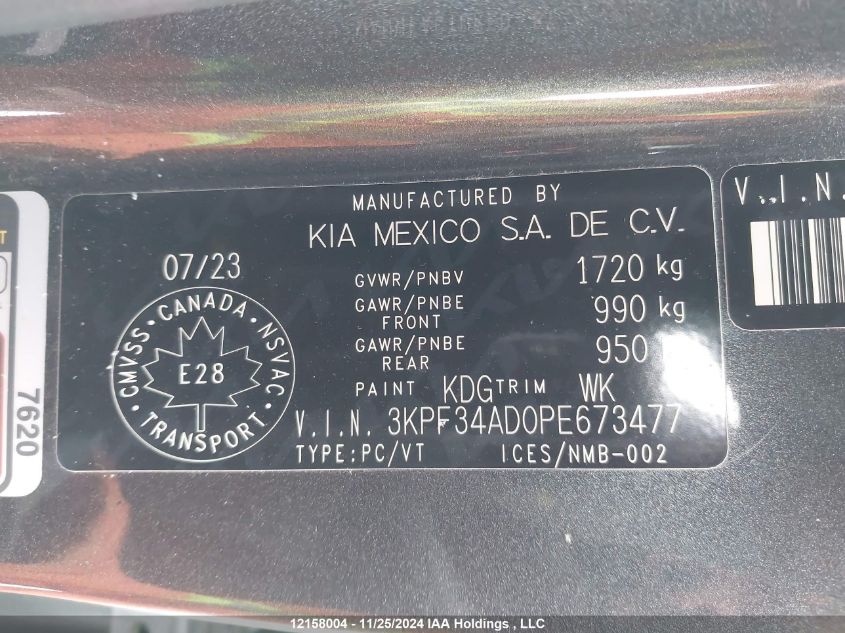 MANUFACTURED BY
KIA MEXICO S.A. DE C.V.
07/23
GVWR/PNBV 1720 kg
GAWR/PNBE FRONT 990 kg
GAWR/PNBE REAR 950
PAINT KDG TRIM WK
V.I.N. 3KPF34AD0PE673477
TYPE:PC/VT ICES/NMB-002
CMVSS • CANADA • NSVAC • TRANSPORT •
E28
V.I.N.
7620
12158004 - 11/25/2024 IAA Holdings , LLC